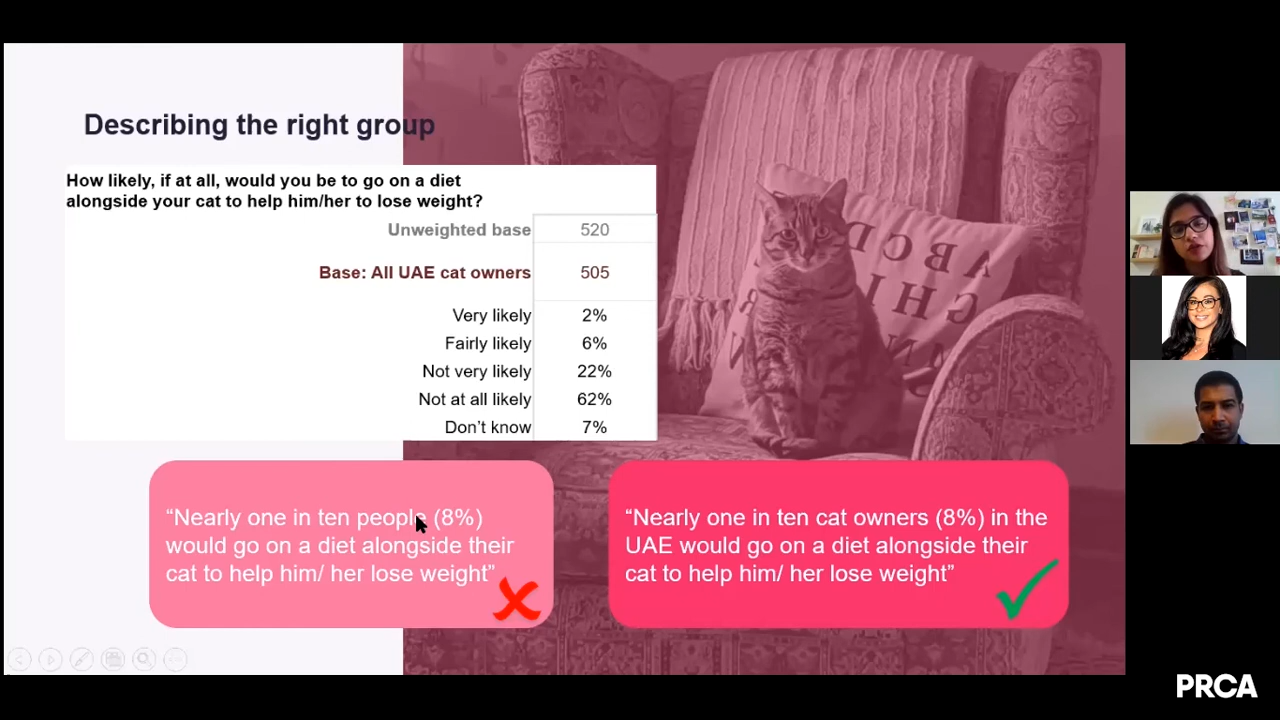 Describing the right group
How likely, if at all, would you be to go on a diet
alongside your cat to help him/her to lose weight?
Unweighted base 520
Base: All UAE cat owners 505
Very likely 2%
Fairly likely 6%
Not very likely 22%
Not at all likely 62%
Don’t know 7%
“Nearly one in ten people (8%)
would go on a diet alongside their
cat to help him/ her lose weight”
“Nearly one in ten cat owners (8%) in the
UAE would go on a diet alongside their
cat to help him/ her lose weight”
PRCA